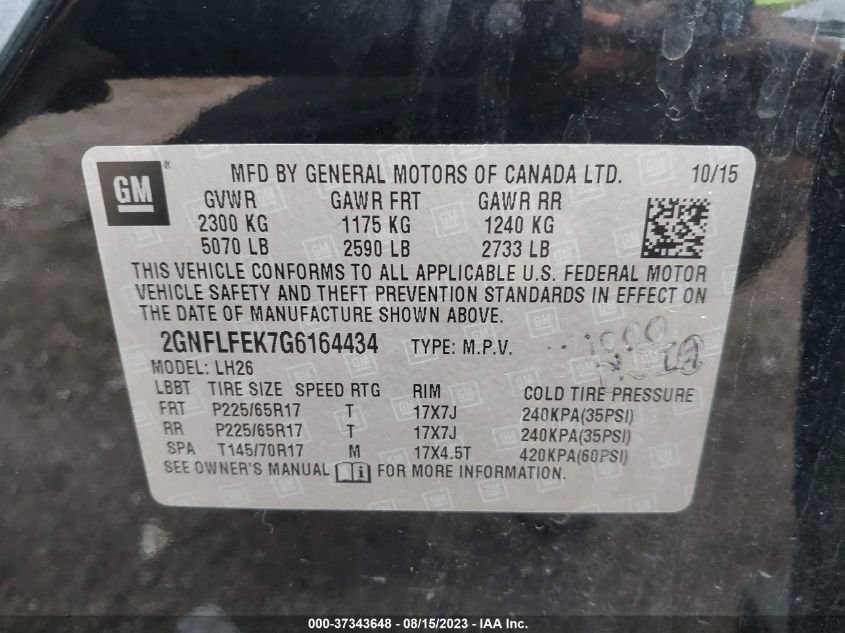 GM ® MFD BY GENERAL MOTORS OF CANADA LTD. 10/15
GVWR GAWR FRT GAWR RR
2300 KG 1175 KG 1240 KG
5070 LB 2590 LB 2733 LB
THIS VEHICLE CONFORMS TO ALL APPLICABLE U.S. FEDERAL MOTOR
VEHICLE SAFETY AND THEFT PREVENTION STANDARDS IN EFFECT ON
THE DATE OF MANUFACTURE SHOWN ABOVE.
2GNFLFEK7G6164434 TYPE: M.P.V.
MODEL: LH26
LBBT TIRE SIZE SPEED RTG RIM COLD TIRE PRESSURE
FRT P225/65R17 T 17X7J 240KPA(35PSI)
RR P225/65R17 T 17X7J 240KPA(35PSI)
SPA T145/70R17 M 17X4.5T 420KPA(60PSI)
SEE OWNER'S MANUAL FOR MORE INFORMATION.
000-37343648 - 08/15/2023 - IAA Inc.